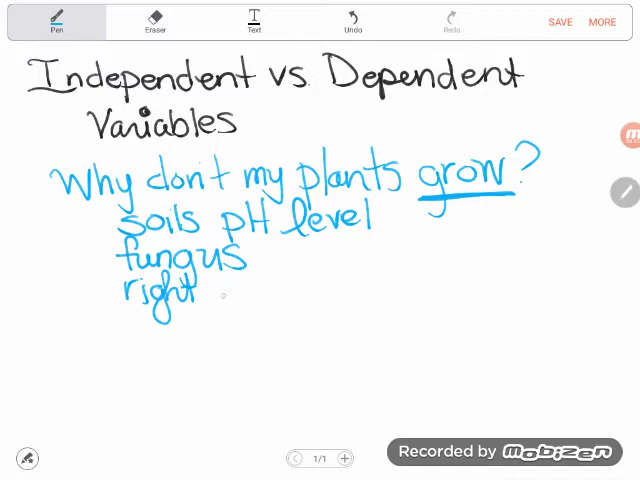 Pen Eraser Text Undo Redo SAVE MORE
Independent vs. Dependent
Variables
Why don't my plants grow?
soils pH level
fungus
right
1/1
Recorded by mobizen